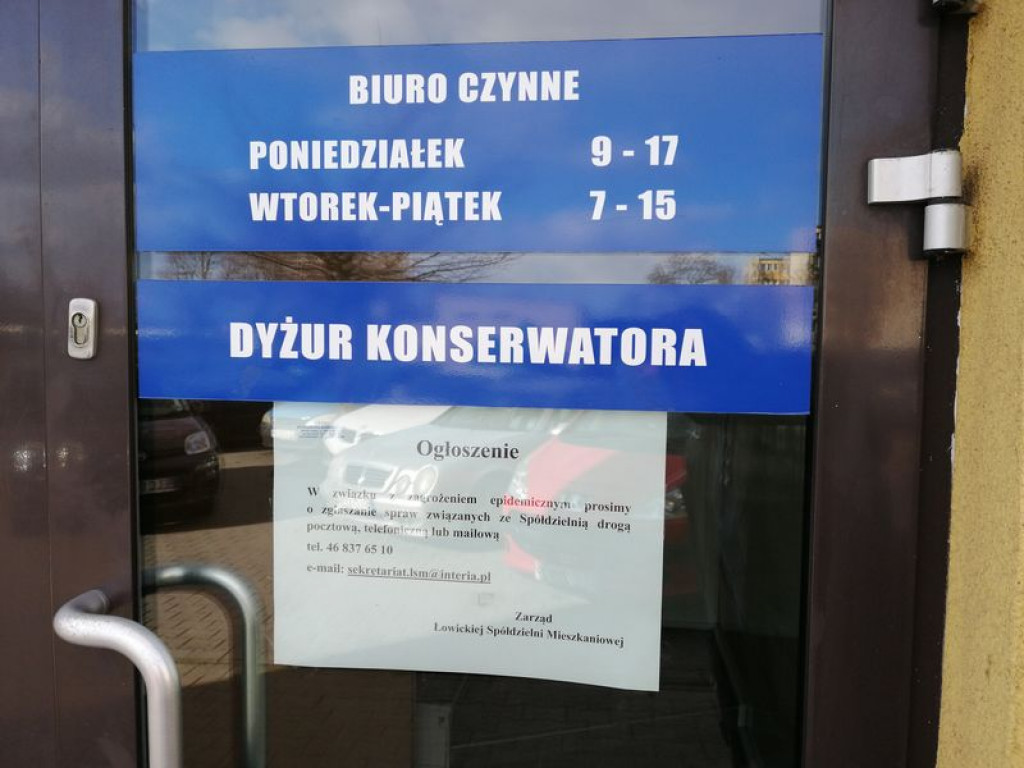 BIURO CZYNNE
PONIEDZIAŁEK 9 - 17
WTOREK-PIĄTEK 7 - 15
DYŻUR KONSERWATORA
Ogłoszenie
W związku z zagrożeniem epidemicznym prosimy
o zgłaszanie spraw związanych ze Spółdzielnią drogą
pocztową, telefoniczną lub mailową
tel. 46 837 65 10
e-mail: sekretariat.lsm@interia.pl
Zarząd
Łowickiej Spółdzielni Mieszkaniowej